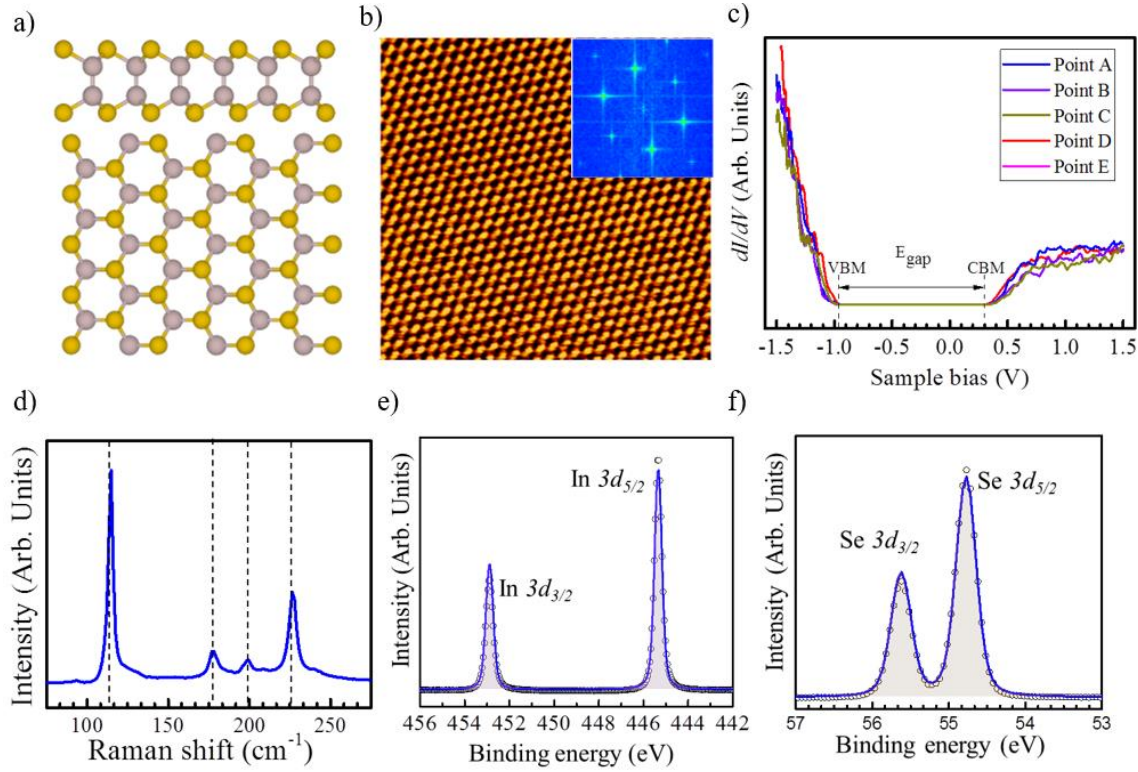 a)
b)
c)
dI/dV (Arb. Units)
Point A
Point B
Point C
Point D
Point E
VBM
E_gap
CBM
-1.5 -1.0 -0.5 0.0 0.5 1.0 1.5
Sample bias (V)
d)
Intensity (Arb. Units)
100 150 200 250
Raman shift (cm⁻¹)
e)
Intensity (Arb. Units)
In 3d₅/₂
In 3d₃/₂
456 454 452 450 448 446 444 442
Binding energy (eV)
f)
Intensity (Arb. Units)
Se 3d₅/₂
Se 3d₃/₂
57 56 55 54 53
Binding energy (eV)